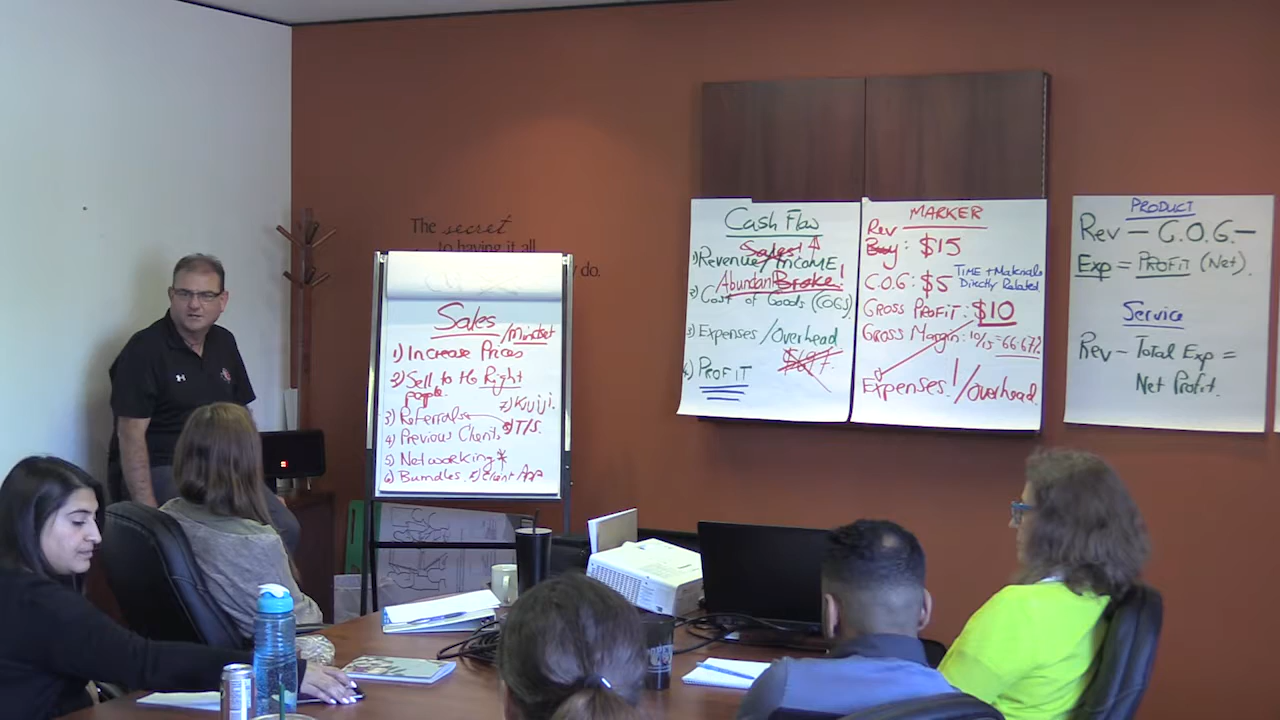 The secret
to having it all
do.
Sales
/Mindset
1) Increase Prices
2) Sell to the Right
people.
7) Kijiji.
3) Referrals
8) T/S.
4) Previous Clients
5) Networking *
6) Bundles.
Client App
Cash Flow
Sales!
1) Revenue/INCOME
Abundant Broke!
2) Cost of Goods (COGS)
3) Expenses/Overhead
4) PROFIT
MARKER
Rev
Buy: $15
C.O.G: $5 TIME + Materials
Directly Related.
GROSS PROFIT: $10
GROSS Margin: 10/15 = 66.67%
Expenses! /Overhead.
PRODUCT
Rev — C.O.G —
Exp = PROFIT (Net).
Service
Rev - Total Exp =
Net Profit.